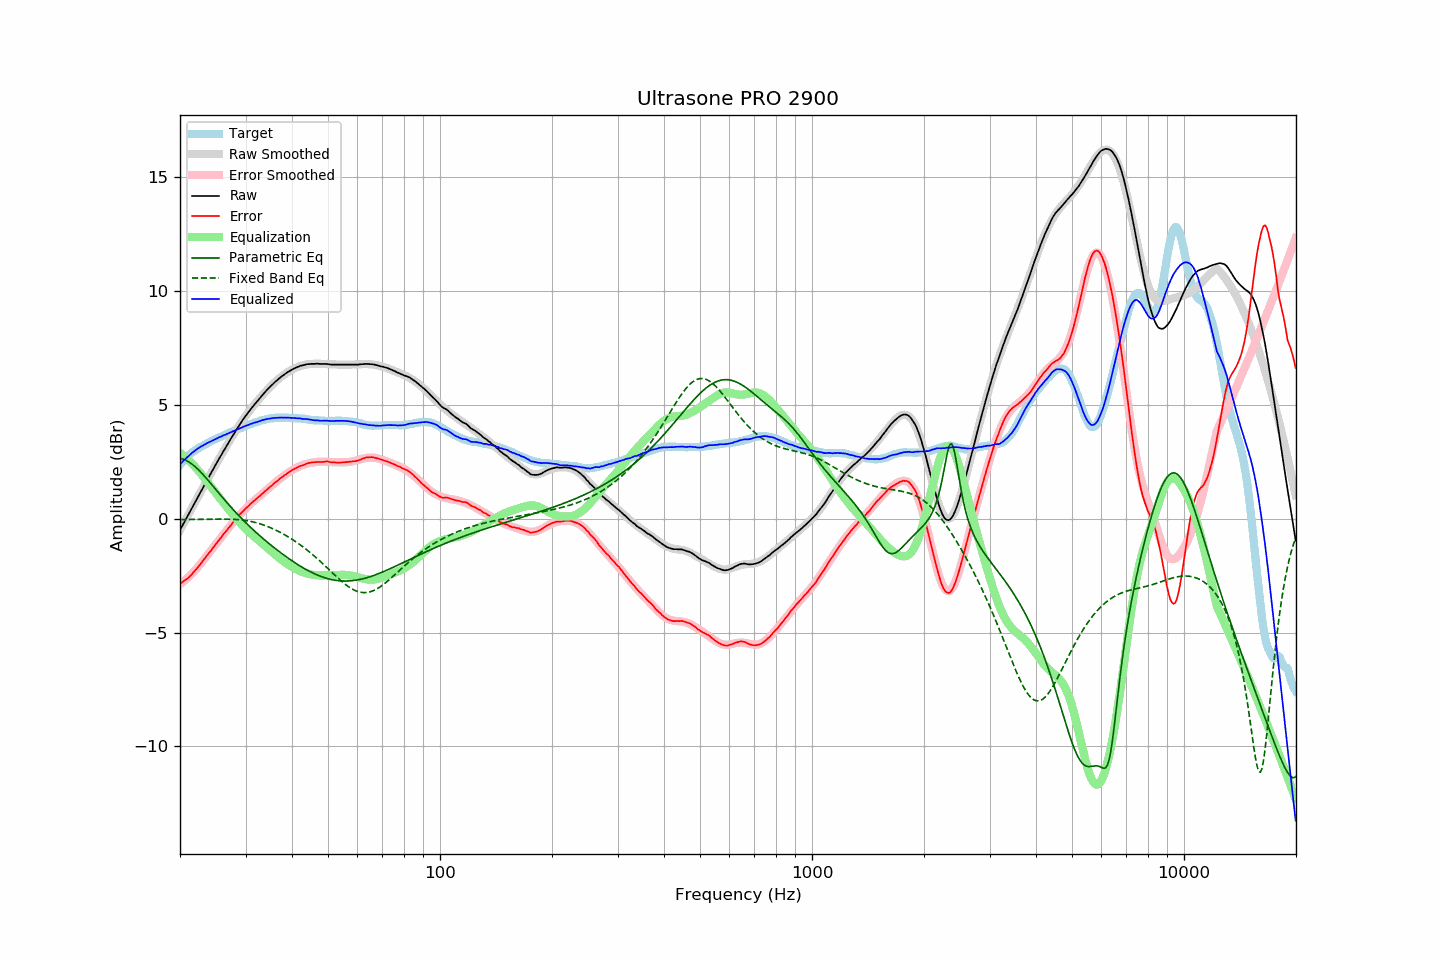 Ultrasone PRO 2900
Target
Raw Smoothed
Error Smoothed
Raw
Error
Equalization
Parametric Eq
Fixed Band Eq
Equalized
15
10
5
0
−5
−10
Amplitude (dBr)
100
1000
10000
Frequency (Hz)